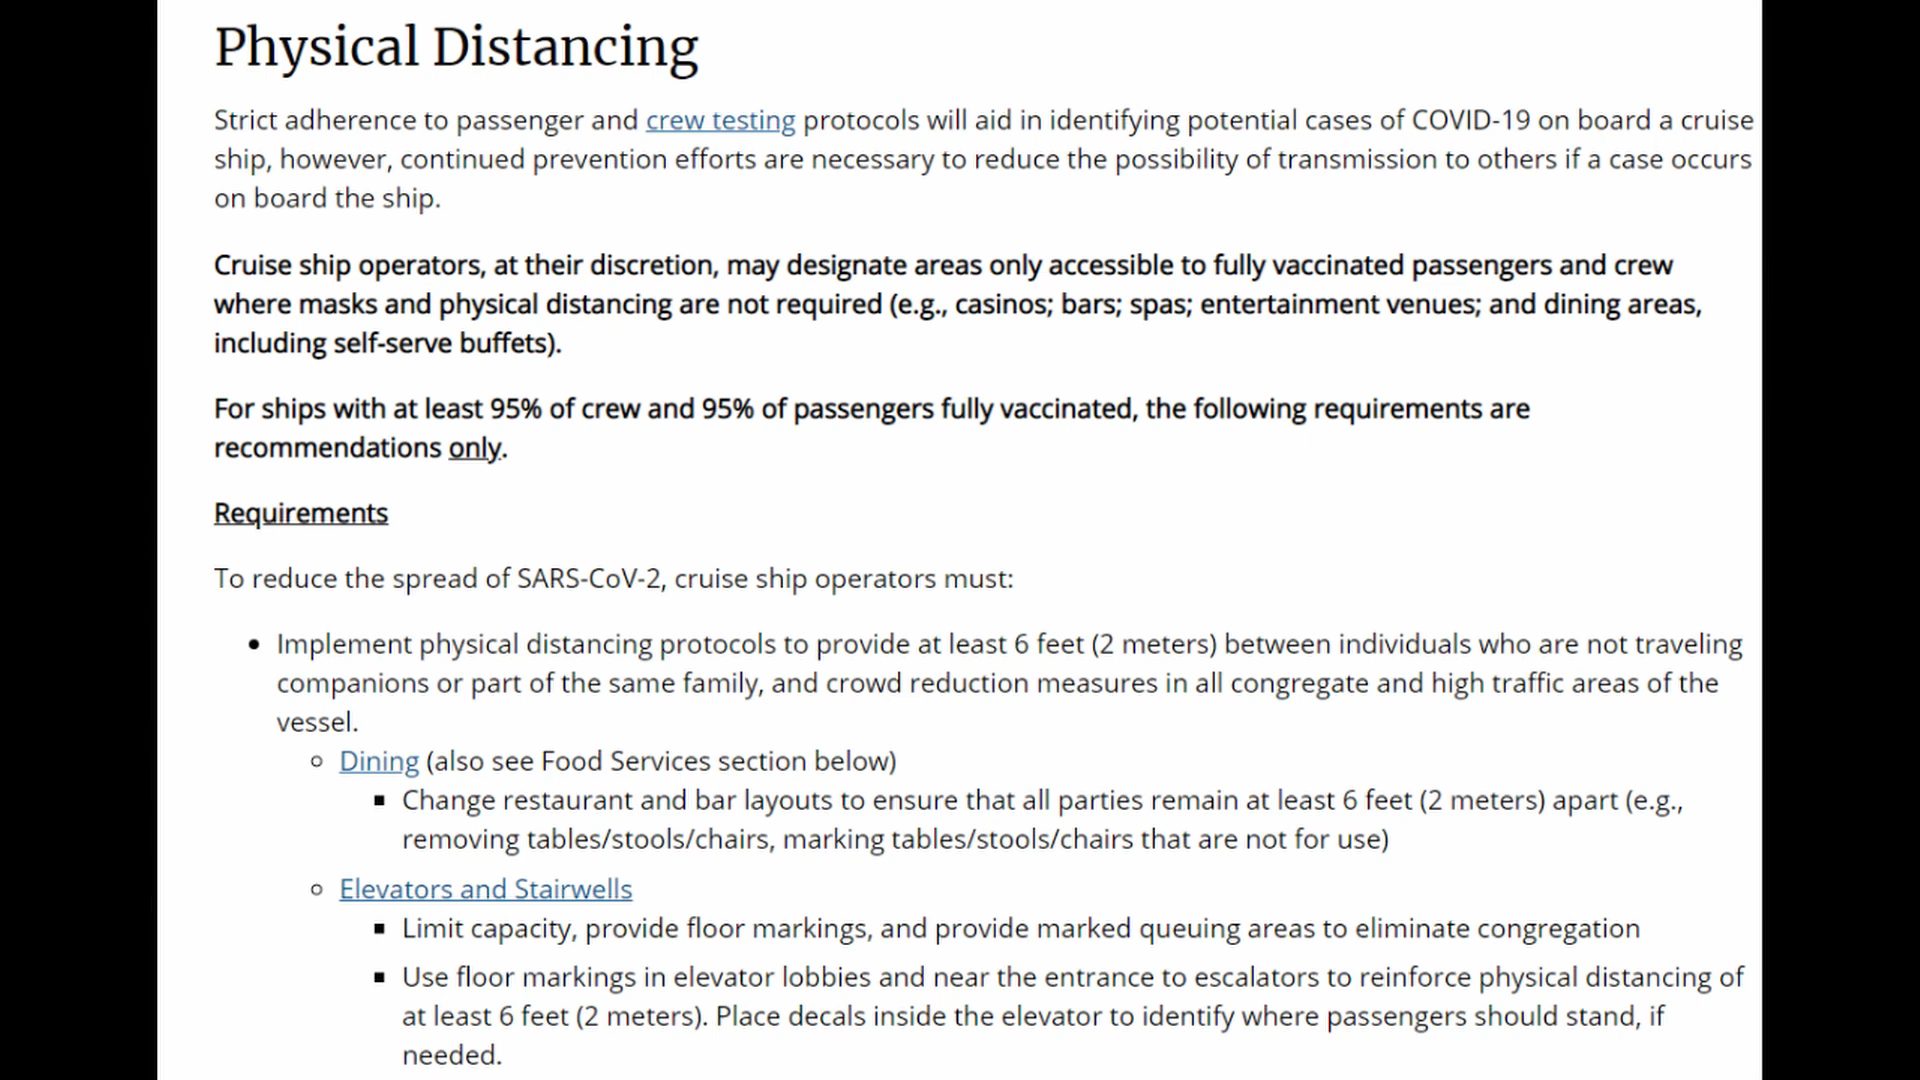 Physical Distancing
Strict adherence to passenger and crew testing protocols will aid in identifying potential cases of COVID-19 on board a cruise
ship, however, continued prevention efforts are necessary to reduce the possibility of transmission to others if a case occurs
on board the ship.
Cruise ship operators, at their discretion, may designate areas only accessible to fully vaccinated passengers and crew
where masks and physical distancing are not required (e.g., casinos; bars; spas; entertainment venues; and dining areas,
including self-serve buffets).
For ships with at least 95% of crew and 95% of passengers fully vaccinated, the following requirements are
recommendations only.
Requirements
To reduce the spread of SARS-CoV-2, cruise ship operators must:
Implement physical distancing protocols to provide at least 6 feet (2 meters) between individuals who are not traveling
companions or part of the same family, and crowd reduction measures in all congregate and high traffic areas of the
vessel.
Dining (also see Food Services section below)
Change restaurant and bar layouts to ensure that all parties remain at least 6 feet (2 meters) apart (e.g.,
removing tables/stools/chairs, marking tables/stools/chairs that are not for use)
Elevators and Stairwells
Limit capacity, provide floor markings, and provide marked queuing areas to eliminate congregation
Use floor markings in elevator lobbies and near the entrance to escalators to reinforce physical distancing of
at least 6 feet (2 meters). Place decals inside the elevator to identify where passengers should stand, if
needed.